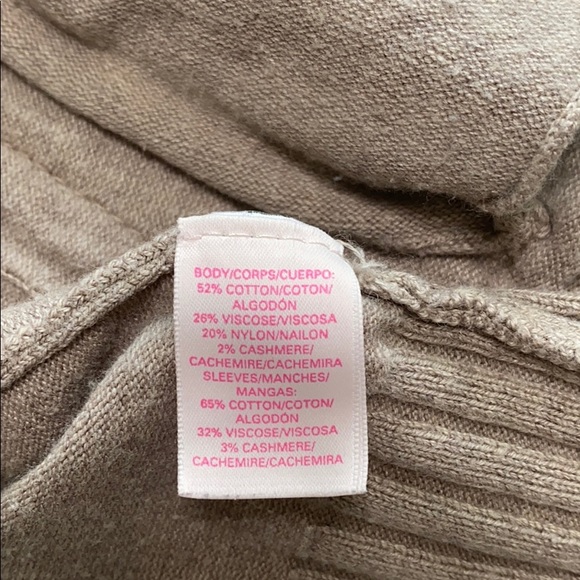 BODY/CORPS/CUERPO:
52% COTTON/COTON/
ALGODÓN
26% VISCOSE/VISCOSA
20% NYLON/NAILON
2% CASHMERE/
CACHEMIRE/CACHEMIRA
SLEEVES/MANCHES/
MANGAS:
65% COTTON/COTON/
ALGODÓN
32% VISCOSE/VISCOSA
3% CASHMERE/
CACHEMIRE/CACHEMIRA